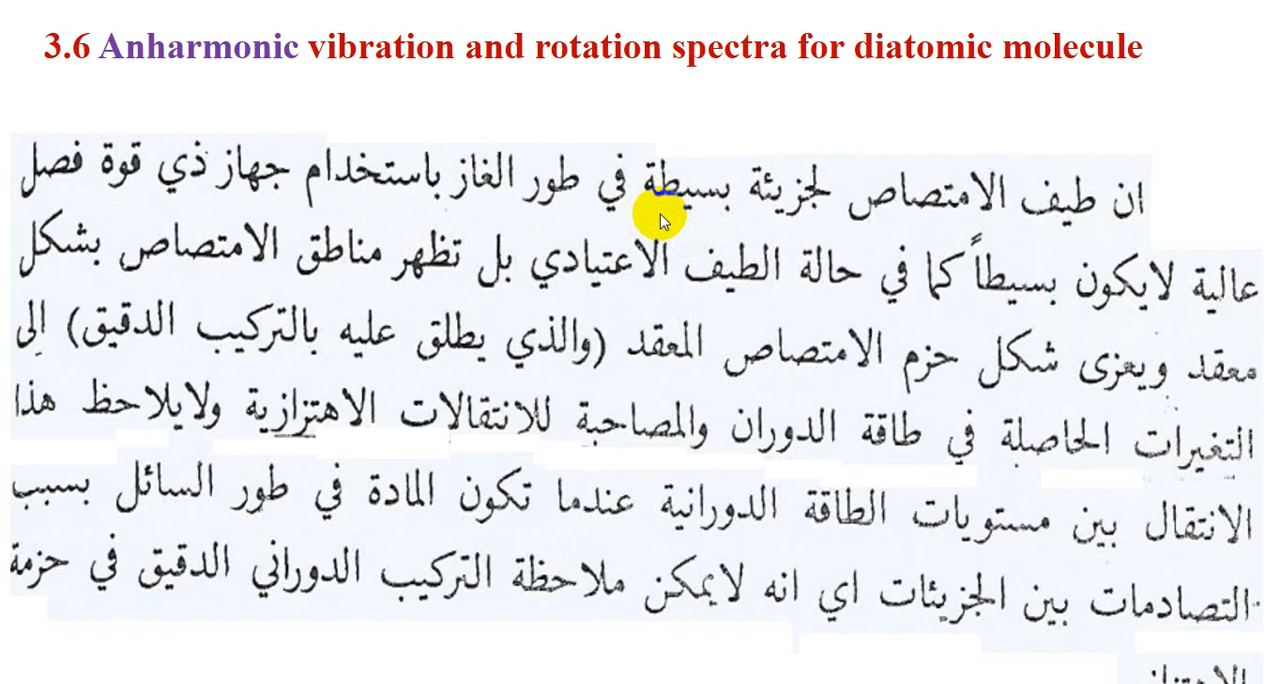 3.6 Anharmonic vibration and rotation spectra for diatomic molecule
ان طيف الامتصاص لجزيئة بسيطة في طور الغاز باستخدام جهاز ذي قوة فصل
عالية لايكون بسيطاً كما في حالة الطيف الاعتيادي بل تظهر مناطق الامتصاص بشكل
معقد ويعزى شكل حزم الامتصاص المعقد (والذي يطلق عليه بالتركيب الدقيق) إلى
التغيرات الحاصلة في طاقة الدوران والمصاحبة للانتقالات الاهتزازية ولايلاحظ هذا
الانتقال بين مستويات الطاقة الدورانية عندما تكون المادة في طور السائل بسبب
التصادمات بين الجزيئات اي انه لايمكن ملاحظة التركيب الدوراني الدقيق في حزمة